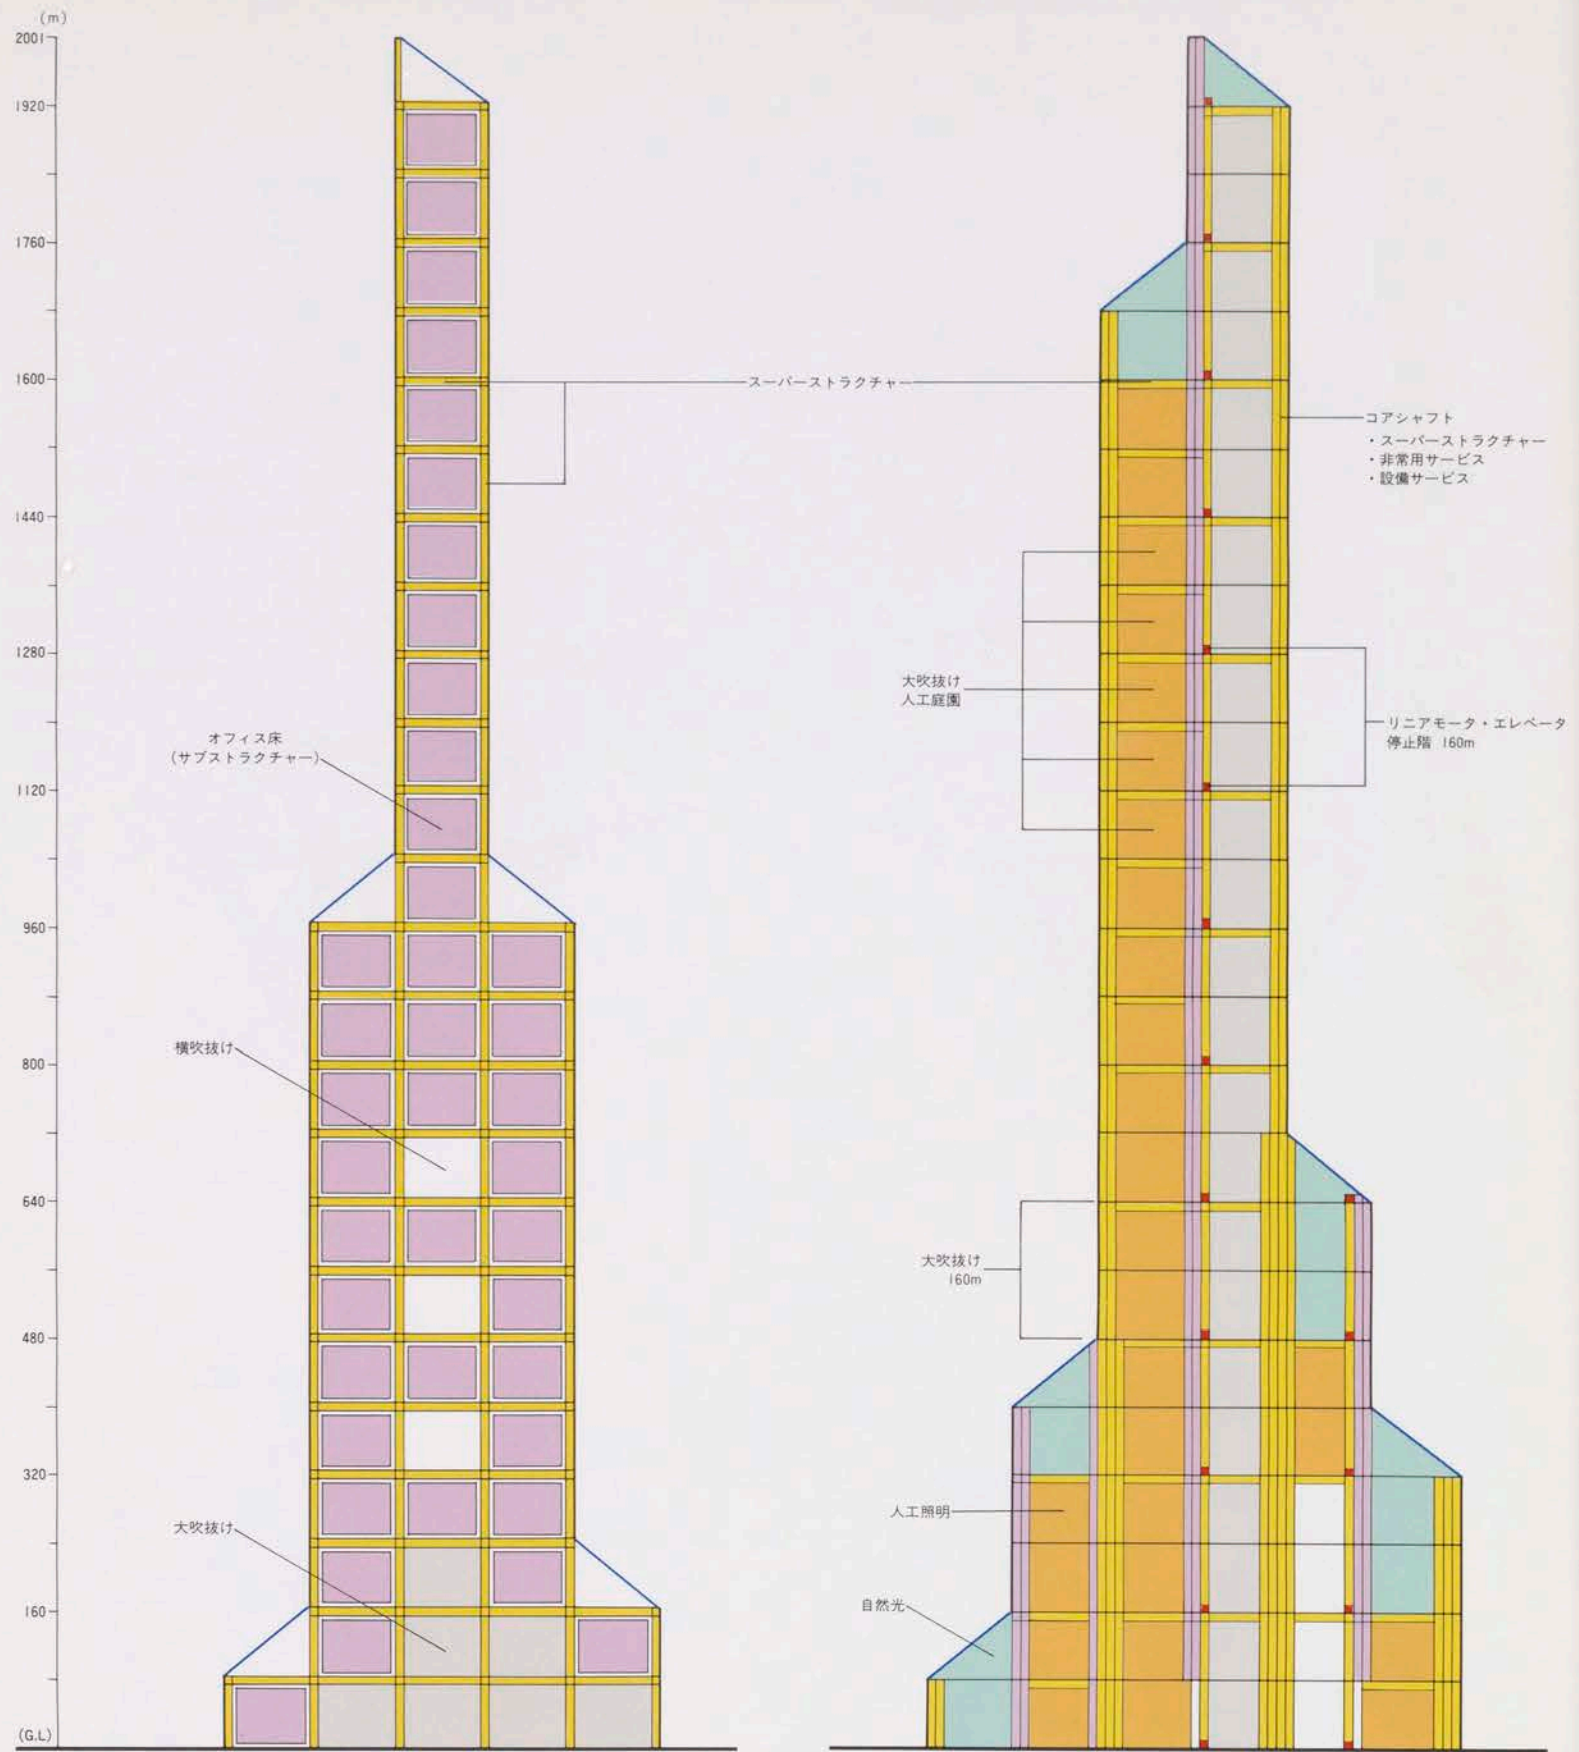 (m)
2001
1920
1760
1600
1440
1280
1120
960
800
640
480
320
160
(G.L)
オフィス床
(サブストラクチャー)
横吹抜け
大吹抜け
スーパーストラクチャー
コアシャフト
・スーパーストラクチャー
・非常用サービス
・設備サービス
大吹抜け
人工庭園
リニアモータ・エレベータ
停止階 160m
大吹抜け
160m
人工照明
自然光